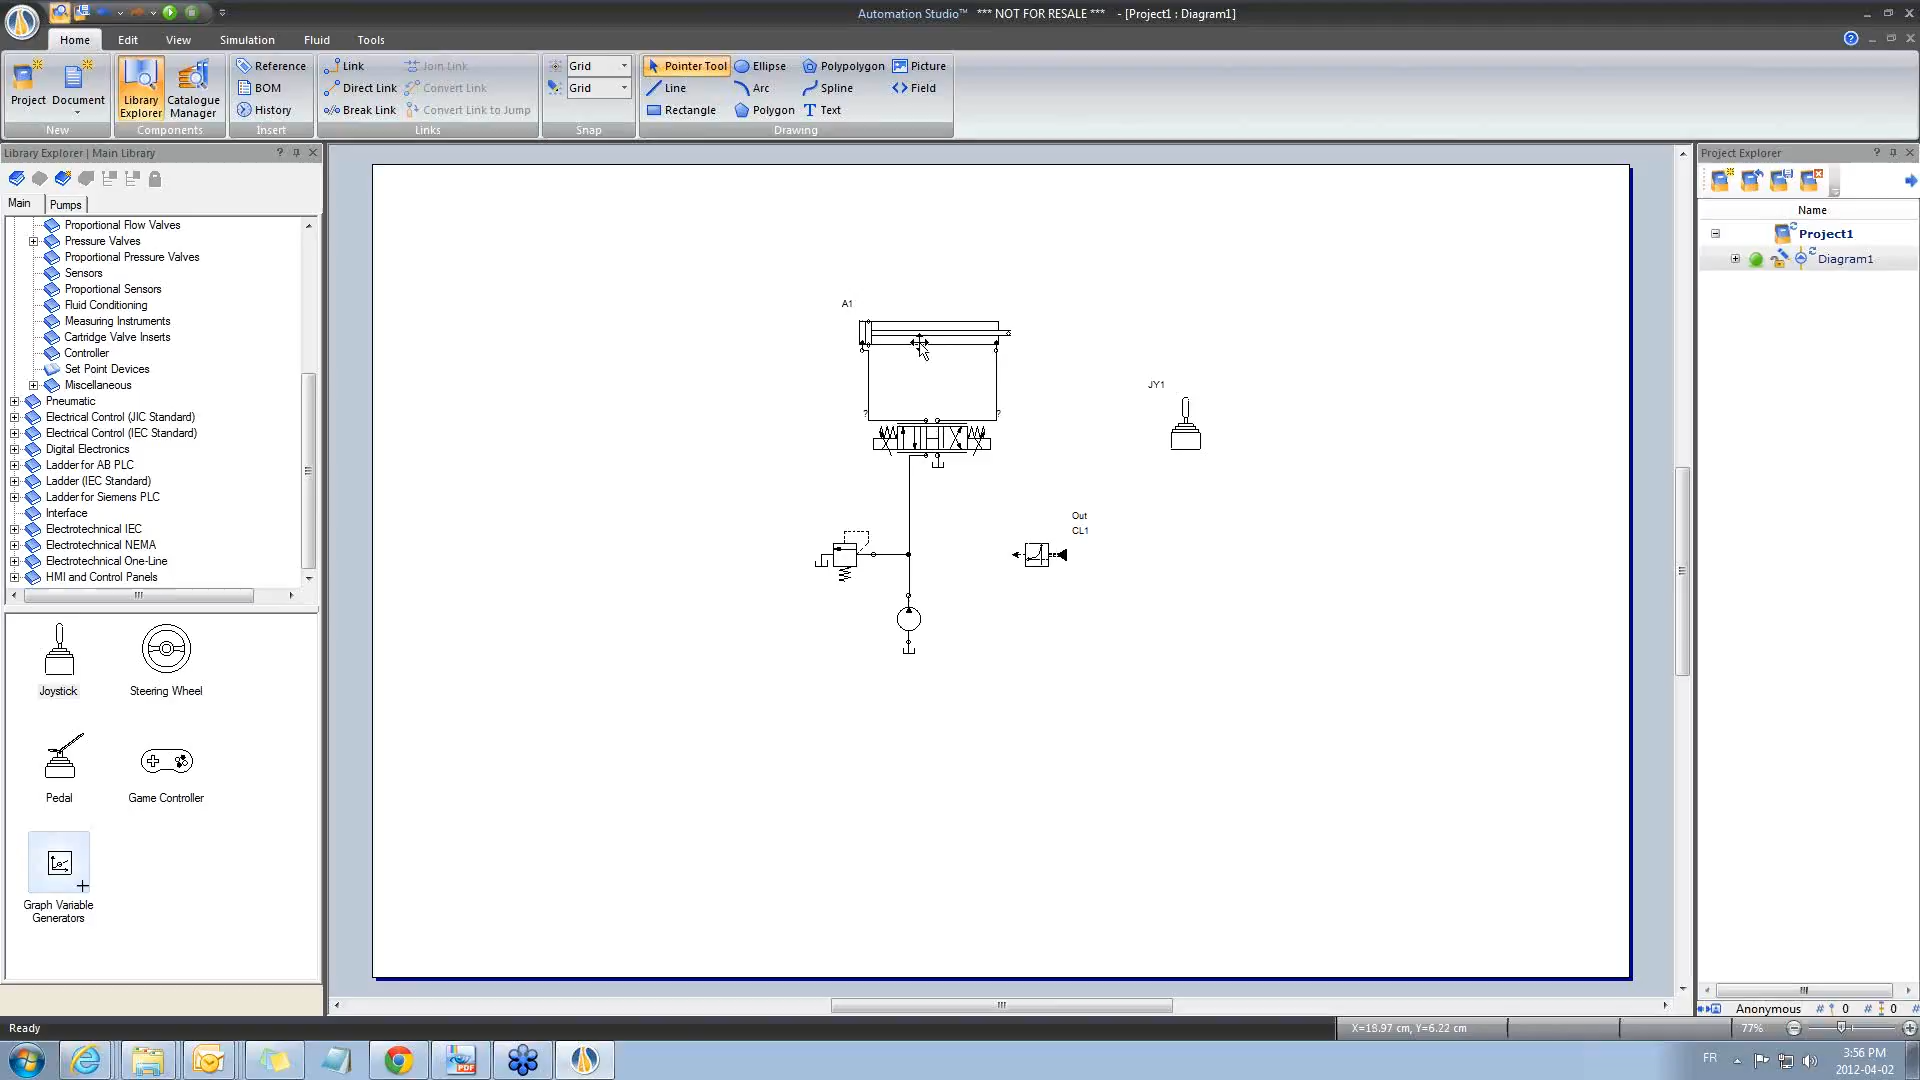 Automation Studio™ *** NOT FOR RESALE *** - [Project1 : Diagram1]
Home
Edit
View
Simulation
Fluid
Tools
Project
Document
New
Library Explorer
Catalogue Manager
Components
Reference
BOM
History
Insert
Link
Direct Link
Break Link
Join Link
Convert Link
Convert Link to Jump
Links
Grid
Grid
Snap
Pointer Tool
Line
Rectangle
Ellipse
Arc
Polygon
Polypolygon
Spline
Text
Picture
Field
Drawing
Library Explorer | Main Library
Main
Pumps
Proportional Flow Valves
Pressure Valves
Proportional Pressure Valves
Sensors
Proportional Sensors
Fluid Conditioning
Measuring Instruments
Cartridge Valve Inserts
Controller
Set Point Devices
Miscellaneous
Pneumatic
Electrical Control (JIC Standard)
Electrical Control (IEC Standard)
Digital Electronics
Ladder for AB PLC
Ladder (IEC Standard)
Ladder for Siemens PLC
Interface
Electrotechnical IEC
Electrotechnical NEMA
Electrotechnical One-Line
HMI and Control Panels
Joystick
Steering Wheel
Pedal
Game Controller
Graph Variable
Generators
A1
?
?
JY1
Out
CL1
Project Explorer
Name
Project1
Diagram1
Anonymous
0
0
Ready
X=18.97 cm, Y=6.22 cm
77%
PDF
FR
3:56 PM
2012-04-02